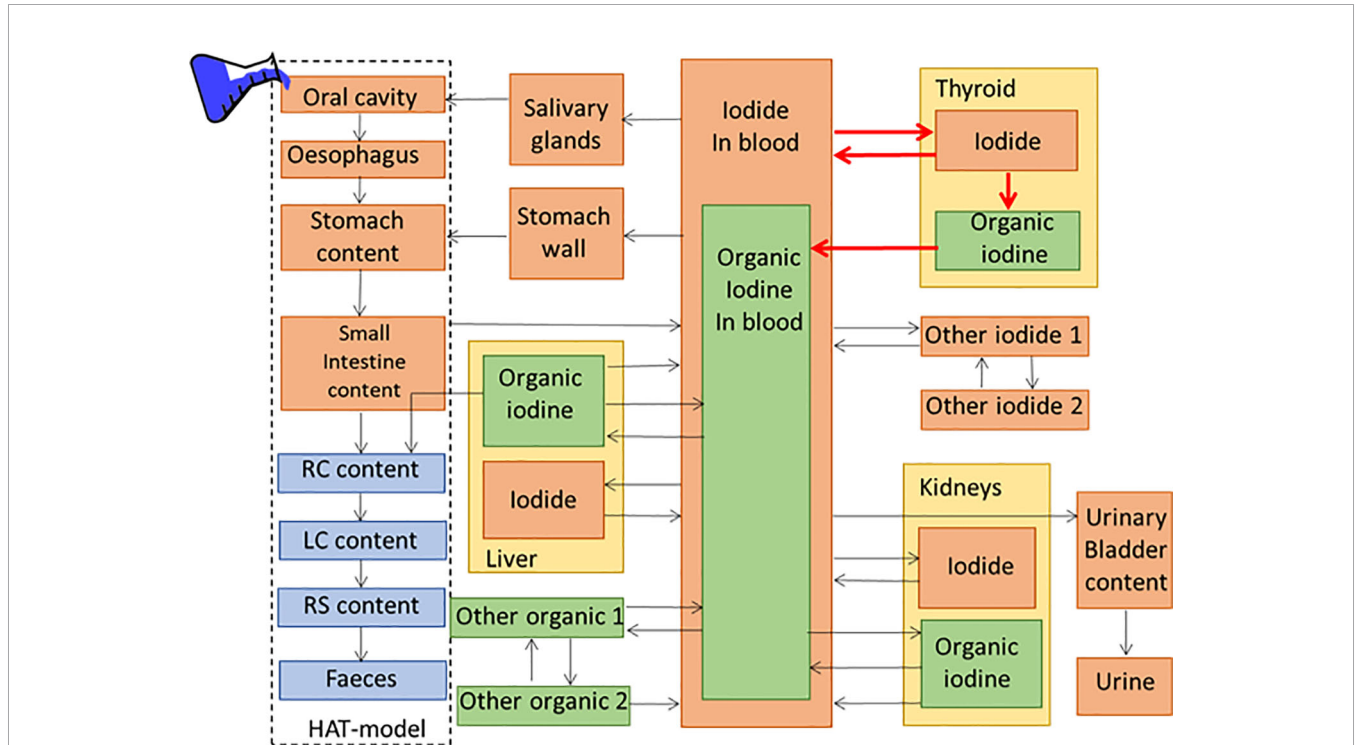 Oral cavity
Oesophagus
Stomach
content
Small
Intestine
content
RC content
LC content
RS content
Faeces
HAT-model
Salivary
glands
Stomach
wall
Organic
iodine
Iodide
Liver
Other organic 1
Other organic 2
Iodide
In blood
Organic
Iodine
In blood
Thyroid
Iodide
Organic
iodine
Other iodide 1
Other iodide 2
Kidneys
Iodide
Organic
iodine
Urinary
Bladder
content
Urine